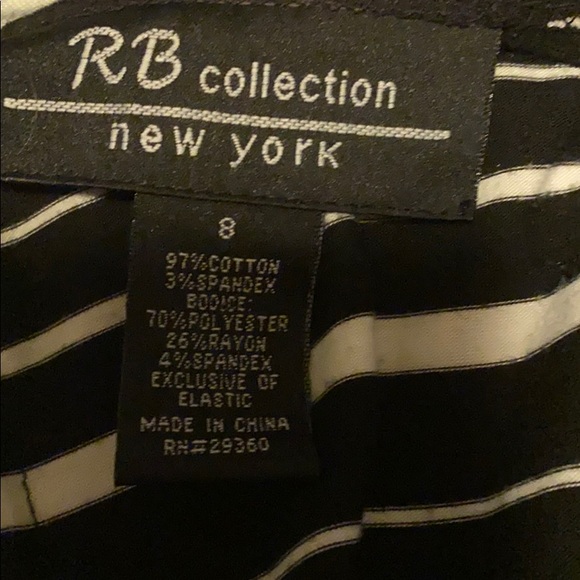 RB collection
new york
8
97%COTTON
3%SPANDEX
BODICE:
70%POLYESTER
26%RAYON
4%SPANDEX
EXCLUSIVE OF
ELASTIC
MADE IN CHINA
RN#29360